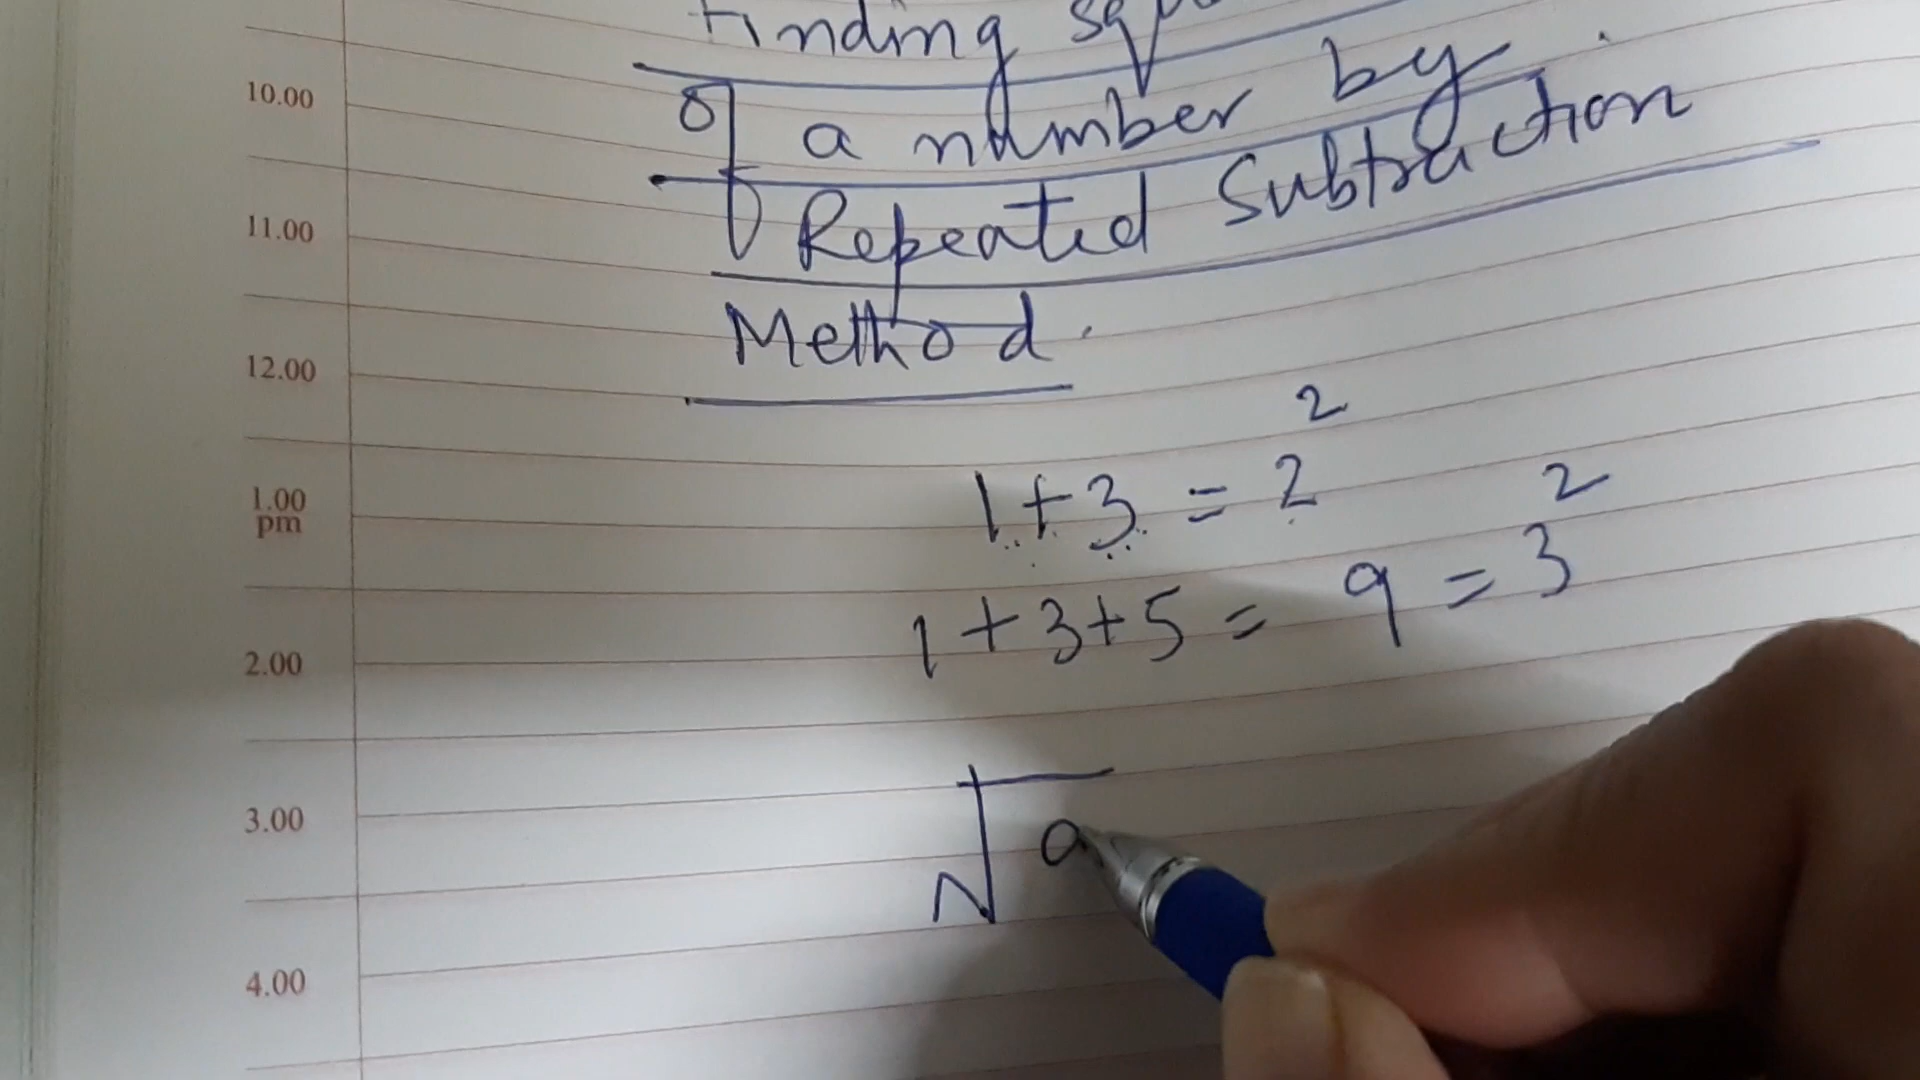 Finding
of a number by
Repeated Subtraction
Method.
1+3 = 2²
1+3+5 = 9 = 3²
√
10.00
11.00
12.00
1.00
pm
2.00
3.00
4.00